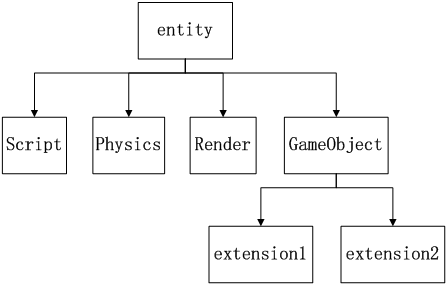 entity
Script
Physics
Render
GameObject
extension1
extension2